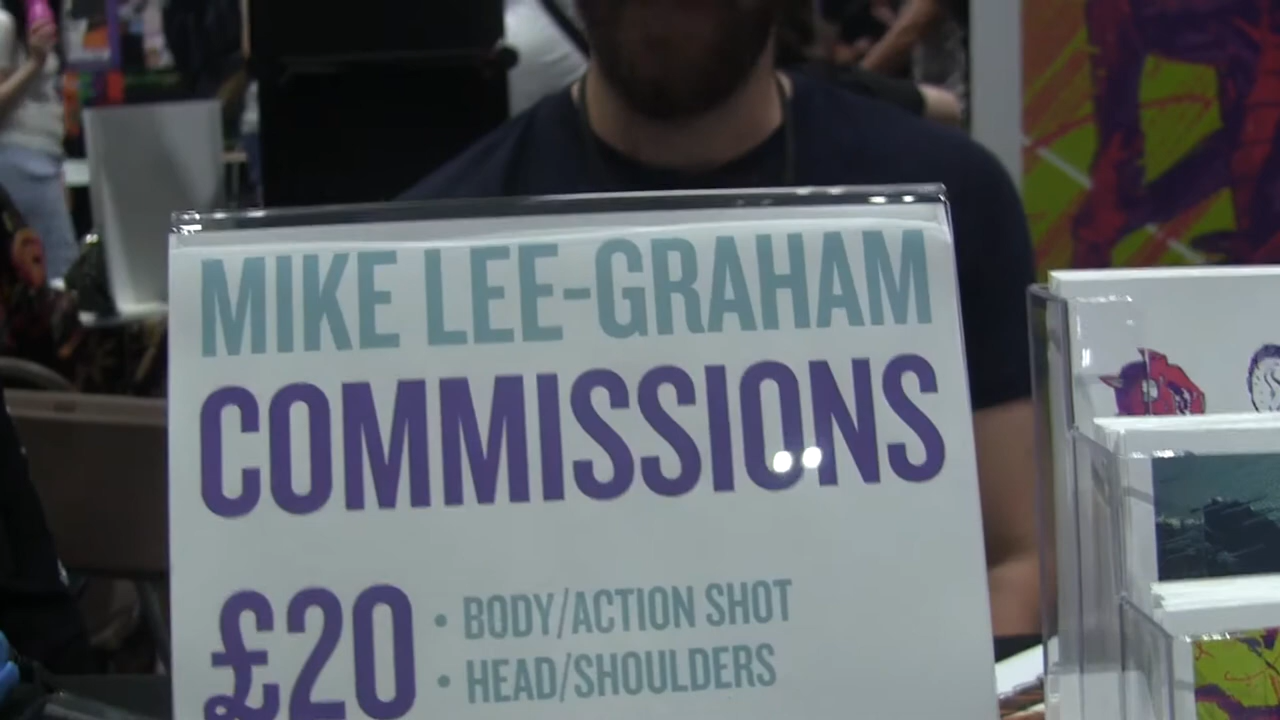 MIKE LEE-GRAHAM
COMMISSIONS
£20
• BODY/ACTION SHOT
• HEAD/SHOULDERS